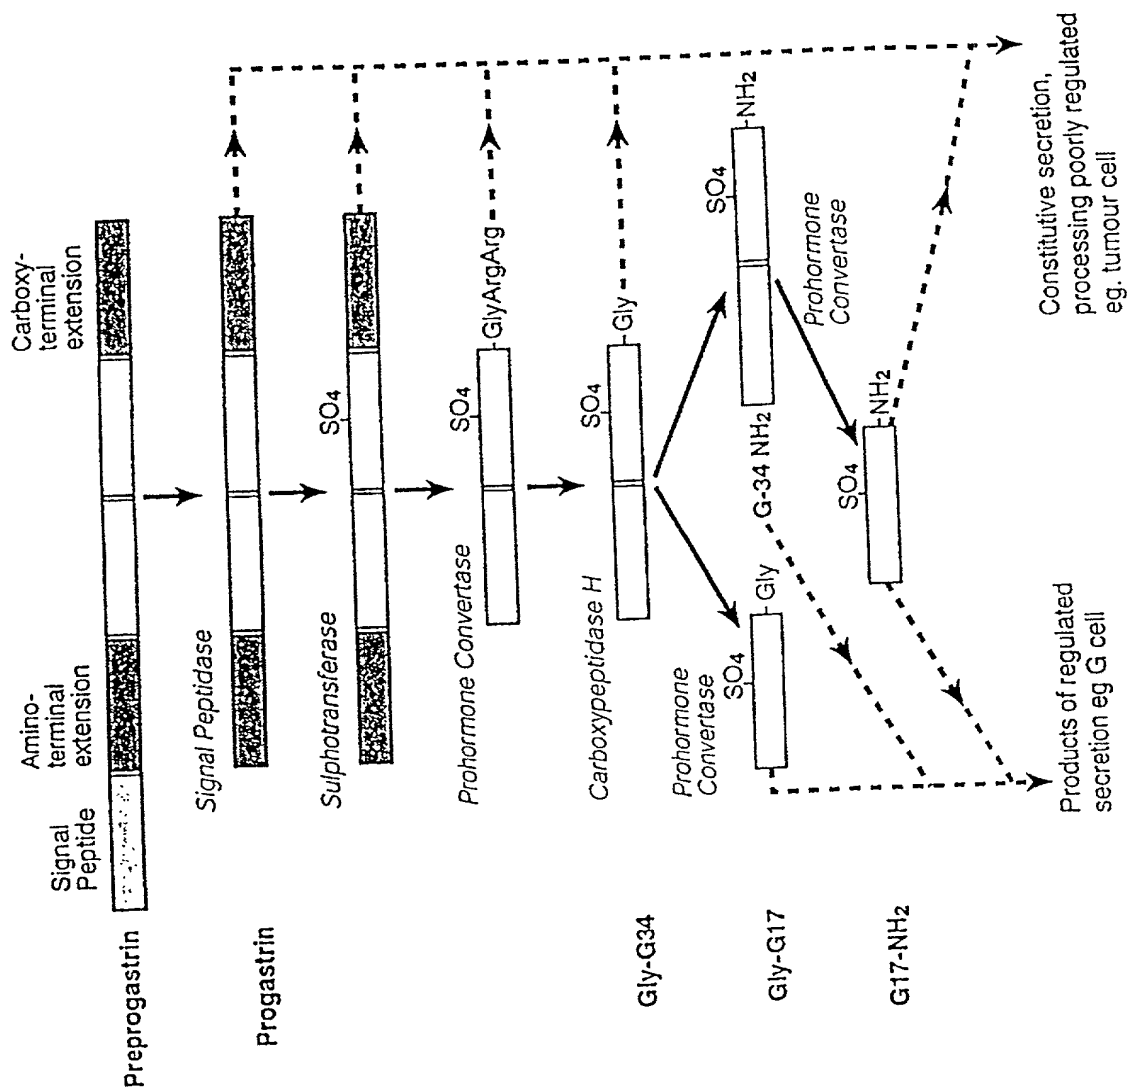 Signal
Peptide
Amino-
terminal
extension
Carboxy-
terminal
extension
Preprogastrin
Signal Peptidase
Progastrin
Sulphotransferase
SO4
Prohormone Convertase
SO4
GlyArgArg
Carboxypeptidase H
SO4
Gly
Gly-G34
Prohormone
Convertase
SO4
Gly
G-34 NH2
SO4
NH2
Prohormone
Convertase
Gly-G17
SO4
NH2
G17-NH2
Products of regulated
secretion eg G cell
Constitutive secretion,
processing poorly regulated
eg. tumour cell